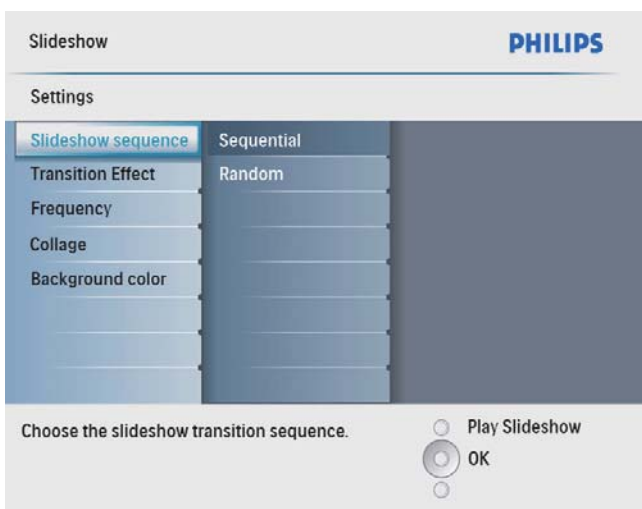 Slideshow
PHILIPS
Settings
Slideshow sequence
Sequential
Transition Effect
Random
Frequency
Collage
Background color
Choose the slideshow transition sequence.
Play Slideshow
OK